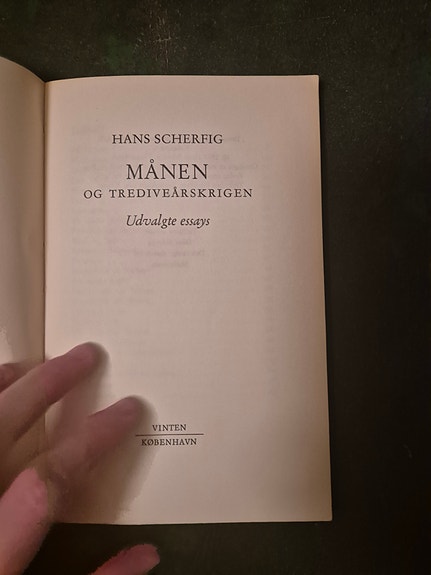 HANS SCHERFIG
MÅNEN
OG TREDIVEÅRSKRIGEN
Udvalgte essays
VINTEN
KØBENHAVN